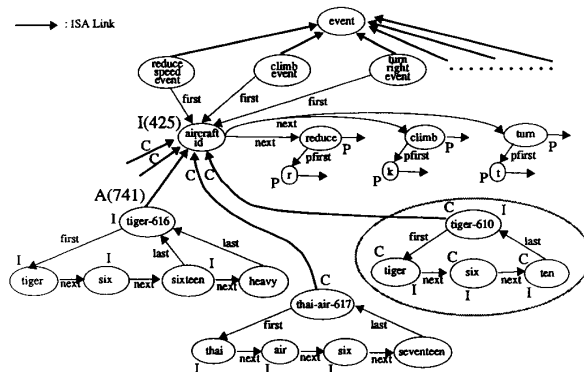 : ISA Link
event
reduce
speed
event
climb
event
turn
right
event
first
first
first
I(425)
aircraft
id
next
next
next
reduce
climb
turn
P
P
P
pfirst
pfirst
pfirst
P
r
P
k
P
t
C
C
C
C
C
A(741)
I
tiger-616
first
last
last
I
I
I
I
tiger
next
six
next
sixteen
next
heavy
C
thai-air-617
first
last
thai
next
air
next
six
next
seventeen
I
I
I
C
I
tiger-610
first
last
C
C
C
tiger
next
six
next
ten
I
I
I